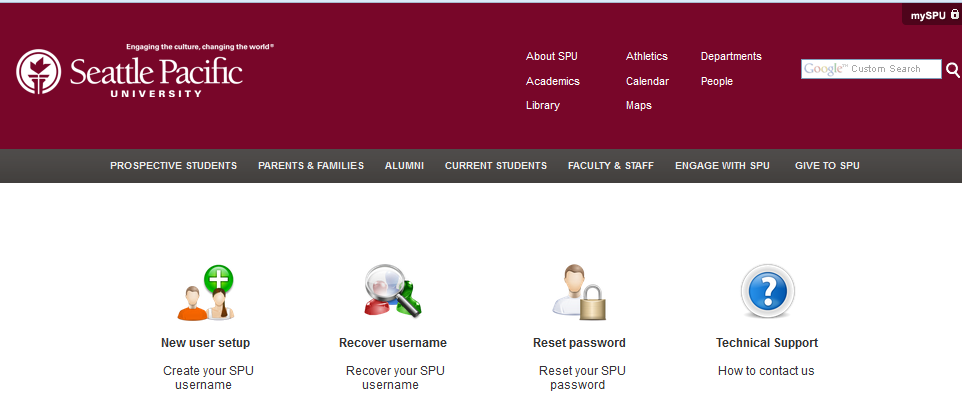 mySPU
Engaging the culture, changing the world®
Seattle Pacific
UNIVERSITY
About SPU Athletics Departments
Academics Calendar People
Library Maps
Google™ Custom Search
PROSPECTIVE STUDENTS PARENTS & FAMILIES ALUMNI CURRENT STUDENTS FACULTY & STAFF ENGAGE WITH SPU GIVE TO SPU
New user setup Recover username Reset password Technical Support
Create your SPU Recover your SPU Reset your SPU How to contact us
username username password